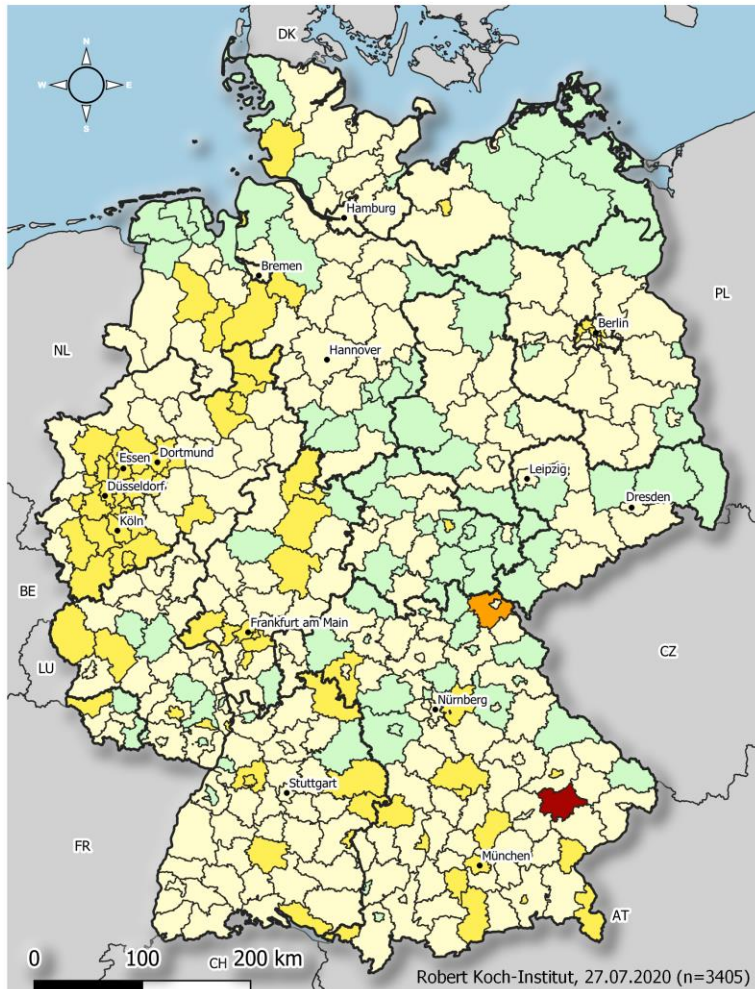 DK
N
W E
S
Hamburg
Bremen
PL
Berlin
NL
Hannover
Essen
Dortmund
Düsseldorf
Leipzig
Dresden
Köln
BE
Frankfurt am Main
LU
CZ
Nürnberg
Stuttgart
FR
München
AT
0 100 200 km
CH
Robert Koch-Institut, 27.07.2020 (n=3405)